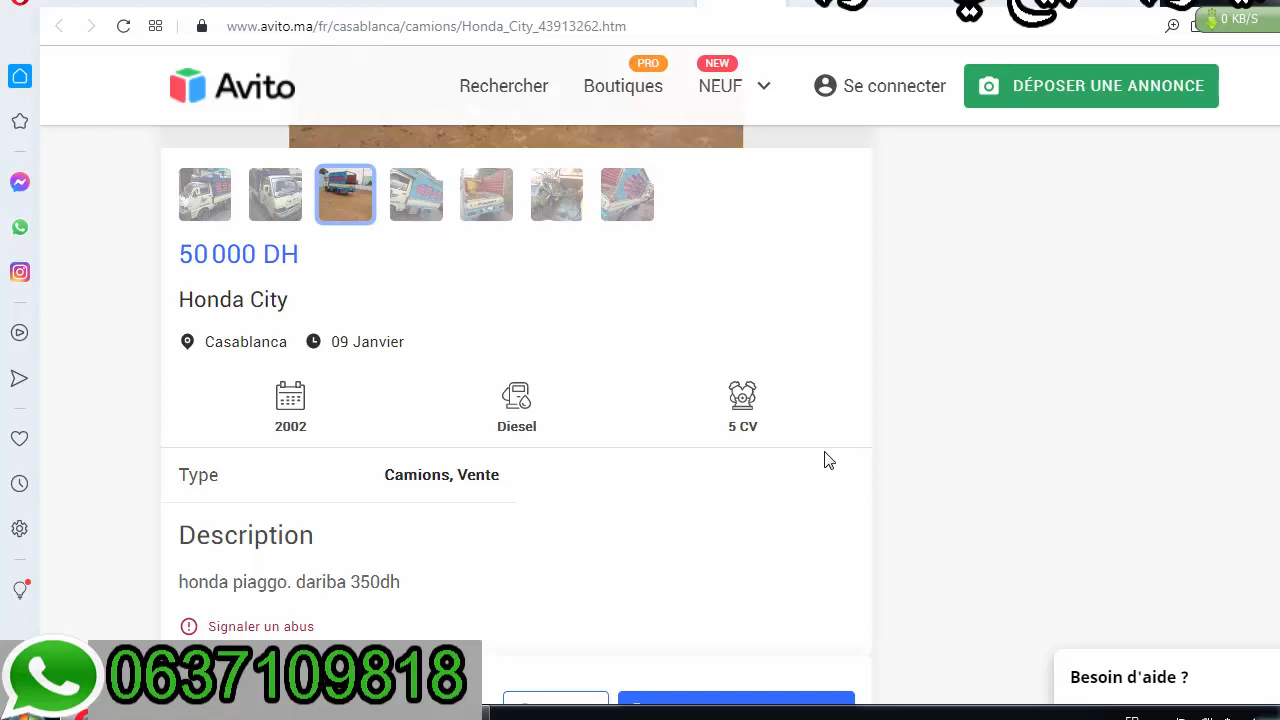 www.avito.ma/fr/casablanca/camions/Honda_City_43913262.htm
0 KB/S
Avito
Rechercher
PRO
Boutiques
NEW
NEUF
Se connecter
DÉPOSER UNE ANNONCE
50 000 DH
Honda City
Casablanca
09 Janvier
2002
Diesel
5 CV
Type
Camions, Vente
Description
honda piaggo. dariba 350dh
Signaler un abus
0637109818
Besoin d'aide ?